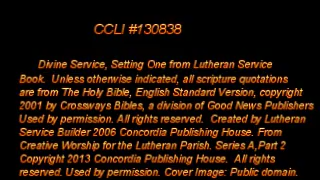 CCLI #130838
Divine Service, Setting One from Lutheran Service
Book. Unless otherwise indicated, all scripture quotations
are from The Holy Bible, English Standard Version, copyright
2001 by Crossways Bibles, a division of Good News Publishers
Used by permission. All rights reserved. Created by Lutheran
Service Builder 2006 Concordia Publishing House. From
Creative Worship for the Lutheran Parish. Series A,Part 2
Copyright 2013 Concordia Publishing House. All rights
reserved. Used by permission. Cover Image: Public domain.